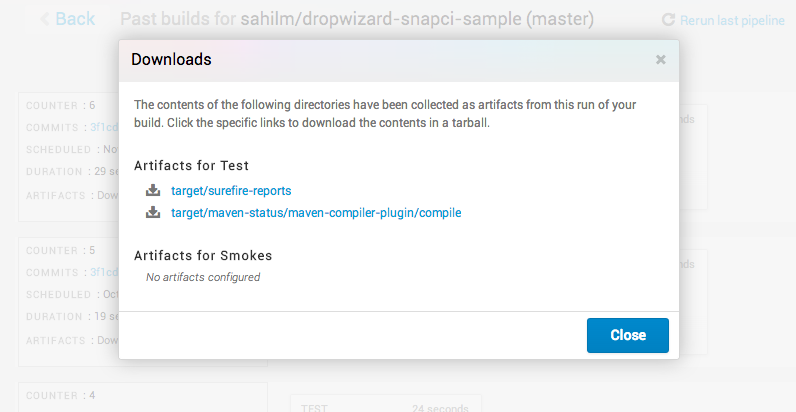 Back
Past builds for sahilm/dropwizard-snapci-sample (master)
Rerun last pipeline
Downloads
The contents of the following directories have been collected as artifacts from this run of your
build. Click the specific links to download the contents in a tarball.
Artifacts for Test
target/surefire-reports
target/maven-status/maven-compiler-plugin/compile
Artifacts for Smokes
No artifacts configured
Close
COUNTER : 6
COMMITS : 3f1cd
SCHEDULED : No
DURATION : 29 se
ARTIFACTS : Dow
nds
COUNTER : 5
COMMITS : 3f1cd
SCHEDULED : Oct
DURATION : 19 se
ARTIFACTS : Dow
nds
COUNTER : 4
TEST 24 seconds